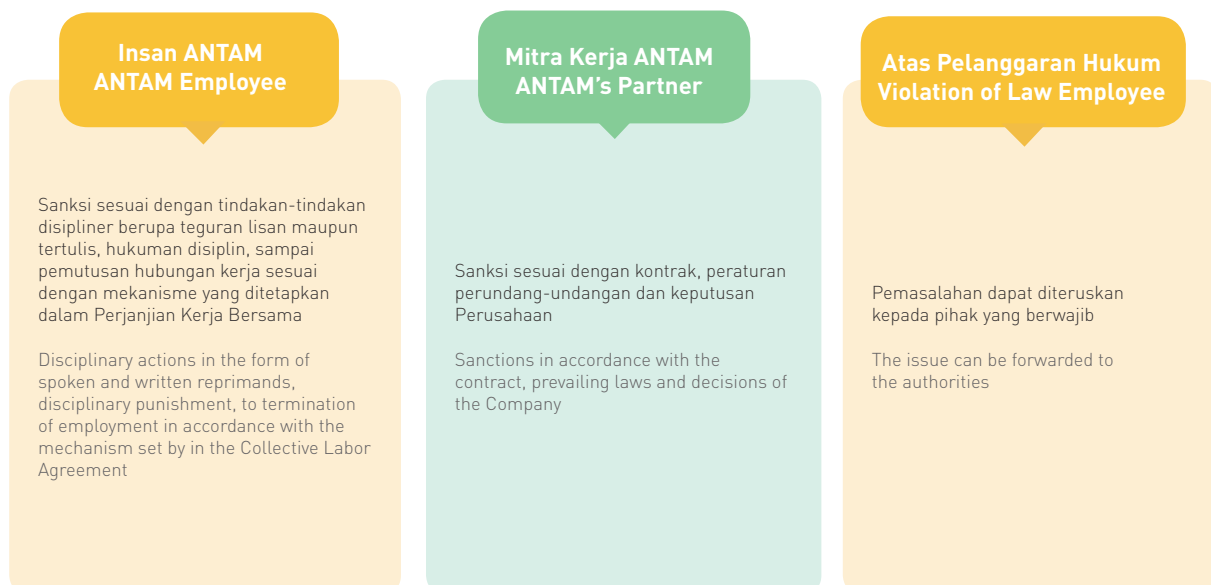 Insan ANTAM
ANTAM Employee
Sanksi sesuai dengan tindakan-tindakan
disipliner berupa teguran lisan maupun
tertulis, hukuman disiplin, sampai
pemutusan hubungan kerja sesuai
dengan mekanisme yang ditetapkan
dalam Perjanjian Kerja Bersama
Disciplinary actions in the form of
spoken and written reprimands,
disciplinary punishment, to termination
of employment in accordance with the
mechanism set by in the Collective Labor
Agreement
Mitra Kerja ANTAM
ANTAM’s Partner
Sanksi sesuai dengan kontrak, peraturan
perundang-undangan dan keputusan
Perusahaan
Sanctions in accordance with the
contract, prevailing laws and decisions of
the Company
Atas Pelanggaran Hukum
Violation of Law Employee
Pemasalahan dapat diteruskan
kepada pihak yang berwajib
The issue can be forwarded to
the authorities